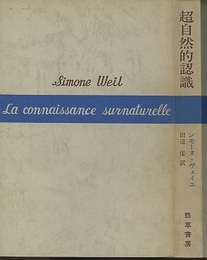 Simone Weil
La connaissance surnaturelle
超自然的認識
シモーヌ・ヴェイユ
田辺 保 訳
勁草書房